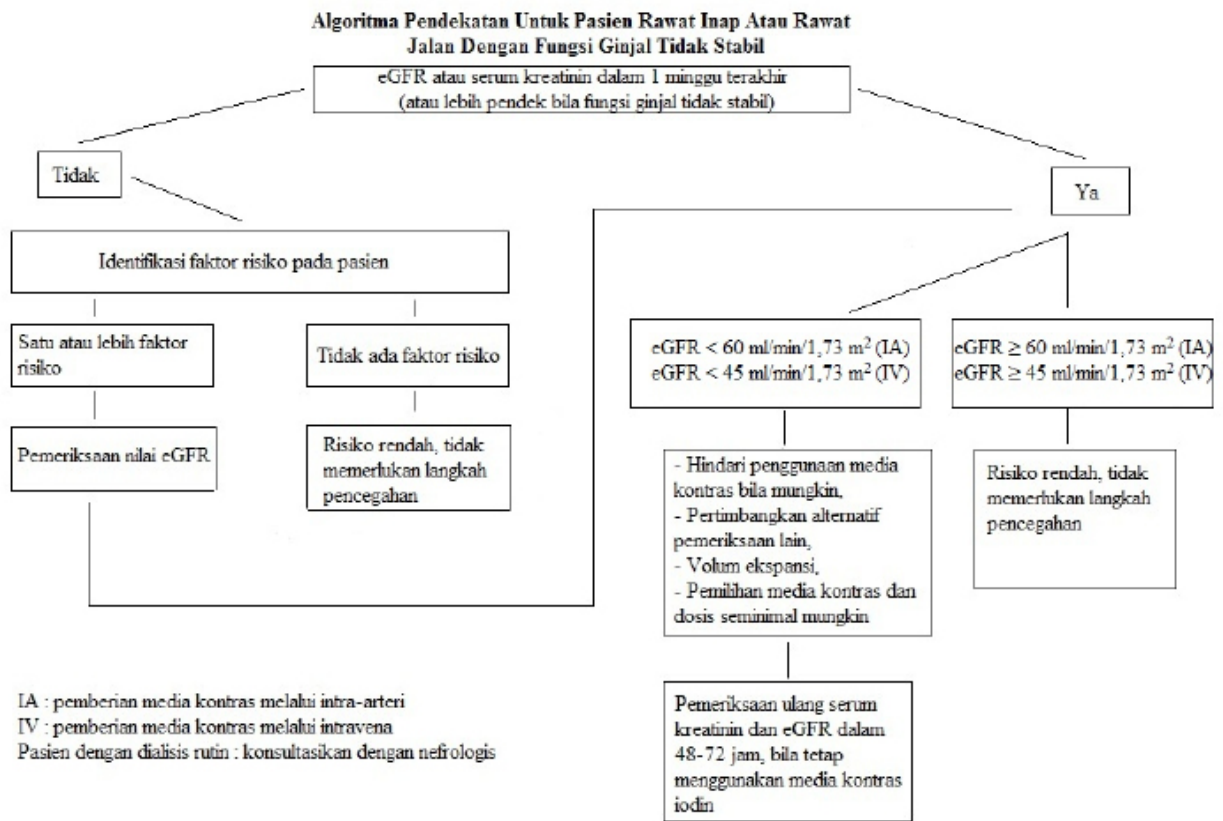 Algoritma Pendekatan Untuk Pasien Rawat Inap Atau Rawat
Jalan Dengan Fungsi Ginjal Tidak Stabil
eGFR atau serum kreatinin dalam 1 minggu terakhir
(atau lebih pendek bila fungsi ginjal tidak stabil)
Tidak
Ya
Identifikasi faktor risiko pada pasien
Satu atau lebih faktor
risiko
Tidak ada faktor risiko
Pemeriksaan nilai eGFR
Risiko rendah, tidak
memerlukan langkah
pencegahan
eGFR < 60 ml/min/1,73 m² (IA)
eGFR < 45 ml/min/1,73 m² (IV)
eGFR ≥ 60 ml/min/1,73 m² (IA)
eGFR ≥ 45 ml/min/1,73 m² (IV)
- Hindari penggunaan media
kontras bila mungkin,
- Pertimbangkan alternatif
pemeriksaan lain,
- Volum ekspansi,
- Pemilihan media kontras dan
dosis seminimal mungkin
Risiko rendah, tidak
memerlukan langkah
pencegahan
Pemeriksaan ulang serum
kreatinin dan eGFR dalam
48-72 jam, bila tetap
menggunakan media kontras
iodin
IA : pemberian media kontras melalui intra-arteri
IV : pemberian media kontras melalui intravena
Pasien dengan dialisis rutin : konsultasikan dengan nefrologis